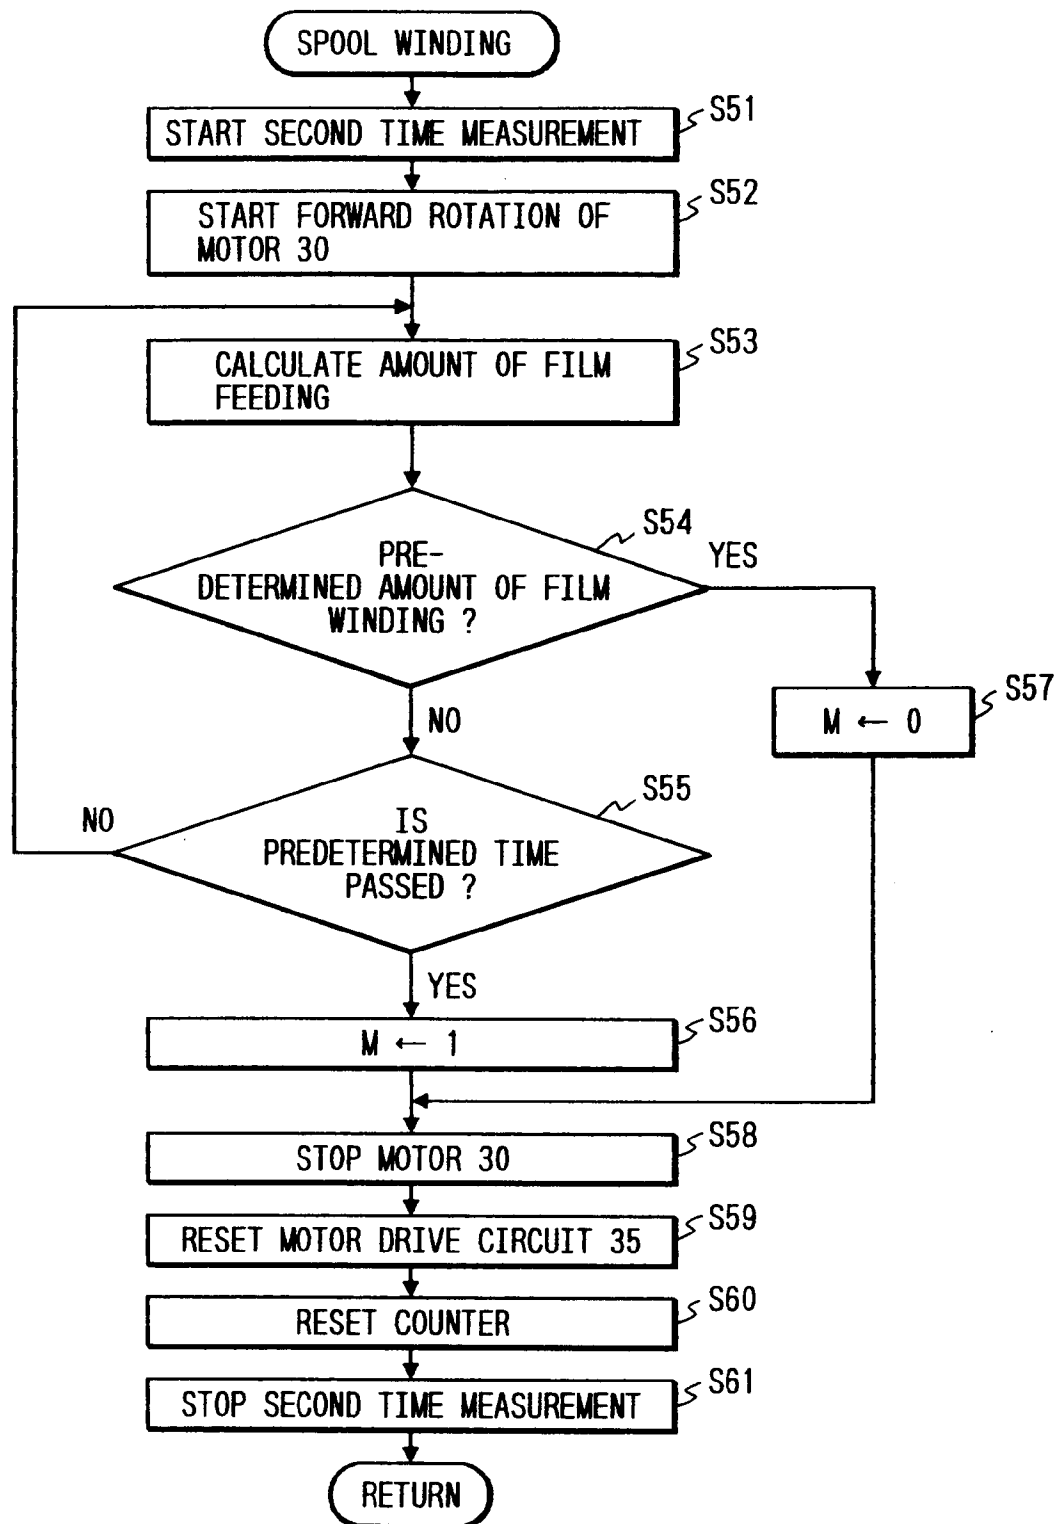 SPOOL WINDING
START SECOND TIME MEASUREMENT
S51
START FORWARD ROTATION OF
MOTOR 30
S52
CALCULATE AMOUNT OF FILM
FEEDING
S53
PRE-
DETERMINED AMOUNT OF FILM
WINDING ?
S54
YES
M ← 0
S57
NO
IS
PREDETERMINED TIME
PASSED ?
S55
NO
YES
M ← 1
S56
STOP MOTOR 30
S58
RESET MOTOR DRIVE CIRCUIT 35
S59
RESET COUNTER
S60
STOP SECOND TIME MEASUREMENT
S61
RETURN